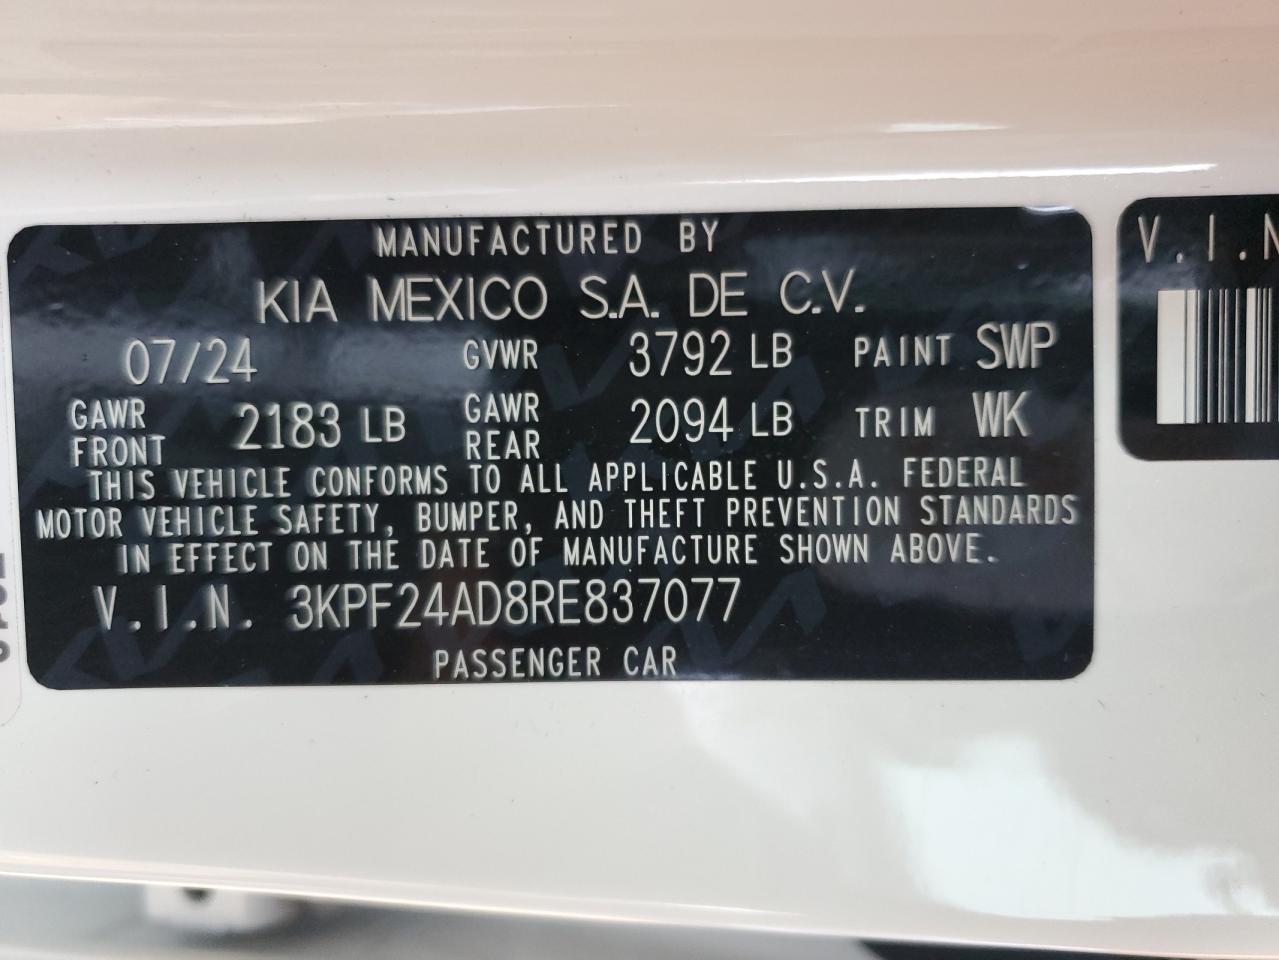 MANUFACTURED BY
KIA MEXICO S.A. DE C.V.
07/24 GVWR 3792 LB PAINT SWP
GAWR FRONT 2183 LB GAWR REAR 2094 LB TRIM WK
THIS VEHICLE CONFORMS TO ALL APPLICABLE U.S.A. FEDERAL
MOTOR VEHICLE SAFETY, BUMPER, AND THEFT PREVENTION STANDARDS
IN EFFECT ON THE DATE OF MANUFACTURE SHOWN ABOVE.
V.I.N. 3KPF24AD8RE837077
PASSENGER CAR
V.I.N